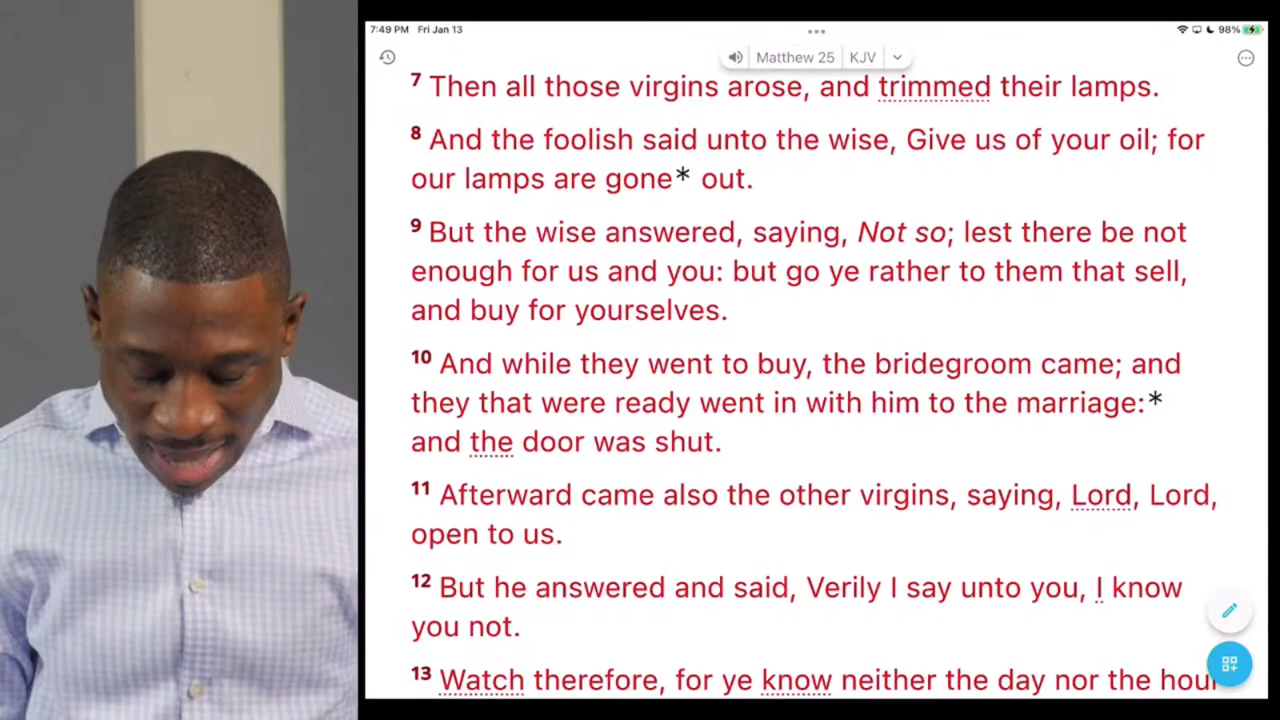 7:49 PM Fri Jan 13
98%
Matthew 25 KJV
7 Then all those virgins arose, and trimmed their lamps.
8 And the foolish said unto the wise, Give us of your oil; for
our lamps are gone* out.
9 But the wise answered, saying, Not so; lest there be not
enough for us and you: but go ye rather to them that sell,
and buy for yourselves.
10 And while they went to buy, the bridegroom came; and
they that were ready went in with him to the marriage:*
and the door was shut.
11 Afterward came also the other virgins, saying, Lord, Lord,
open to us.
12 But he answered and said, Verily I say unto you, I know
you not.
13 Watch therefore, for ye know neither the day nor the hour